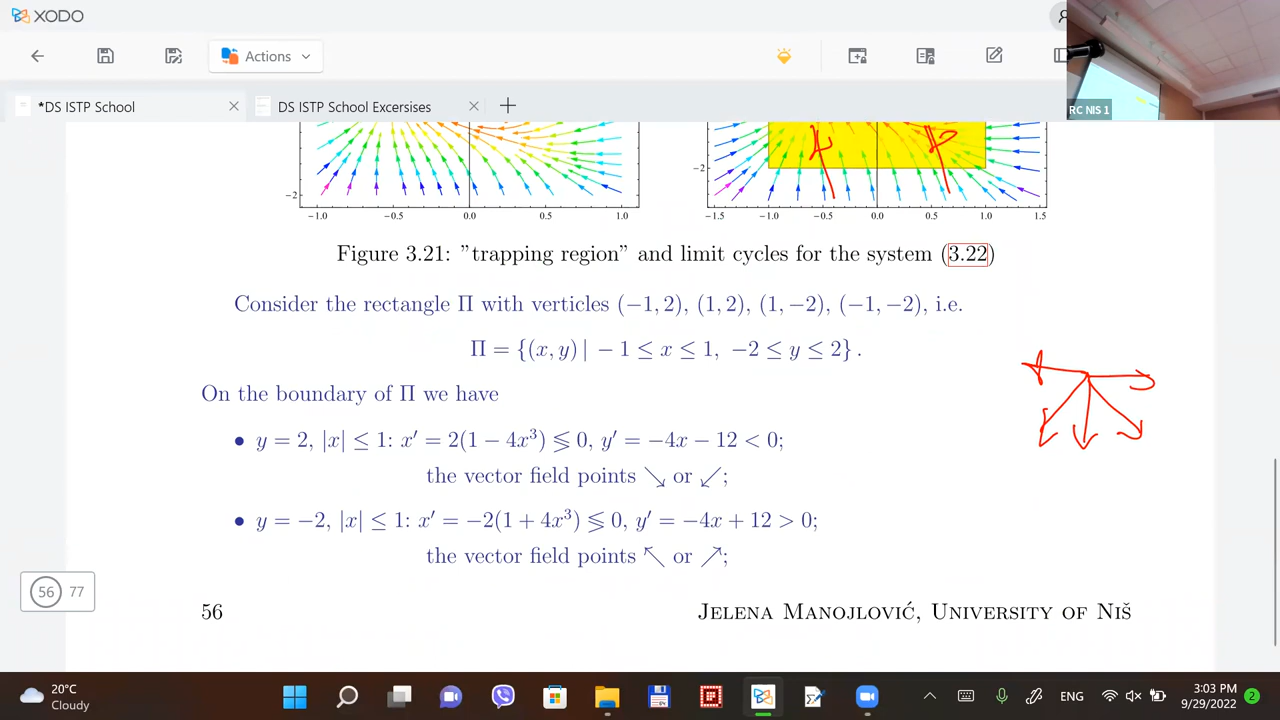 XODO
Actions
*DS ISTP School
DS ISTP School Excersises
RC NIS 1
-2
-1.0 -0.5 0.0 0.5 1.0
-2
-1.5 -1.0 -0.5 0.0 0.5 1.0 1.5
Figure 3.21: ”trapping region” and limit cycles for the system (3.22)
Consider the rectangle Π with verticles (−1, 2), (1, 2), (1, −2), (−1, −2), i.e.
Π = {(x, y) | − 1 ≤ x ≤ 1, −2 ≤ y ≤ 2} .
On the boundary of Π we have
• y = 2, |x| ≤ 1: x′ = 2(1 − 4x³) ≶ 0, y′ = −4x − 12 < 0;
the vector field points ↘ or ↙;
• y = −2, |x| ≤ 1: x′ = −2(1 + 4x³) ≶ 0, y′ = −4x + 12 > 0;
the vector field points ↖ or ↗;
56 77
56 Jelena Manojlović, University of Niš
20°C
Cloudy
ENG
3:03 PM
9/29/2022
2